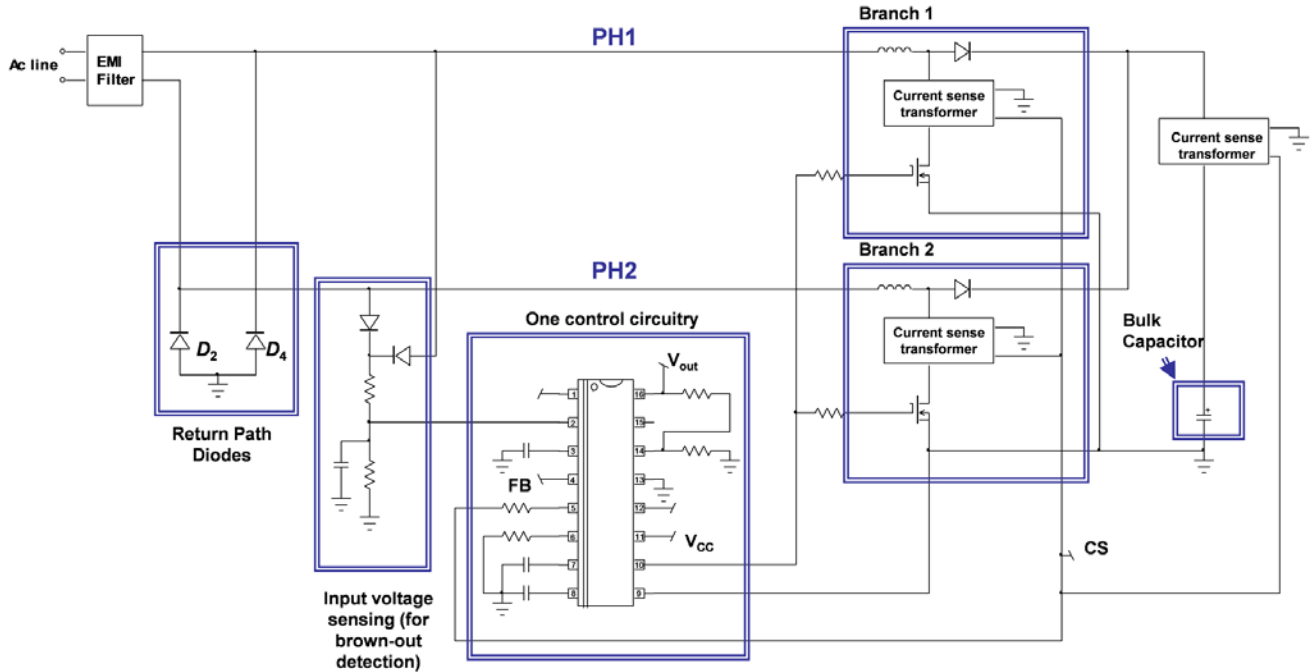 Branch 1
PH1
Ac line
EMI
Filter
Current sense
transformer
Current sense
transformer
Branch 2
PH2
D2
D4
Return Path
Diodes
One control circuitry
Current sense
transformer
Bulk
Capacitor
+
Vout
1
16
2
15
3
14
FB
4
13
5
12
6
11
VCC
7
10
8
9
CS
Input voltage
sensing (for
brown-out
detection)